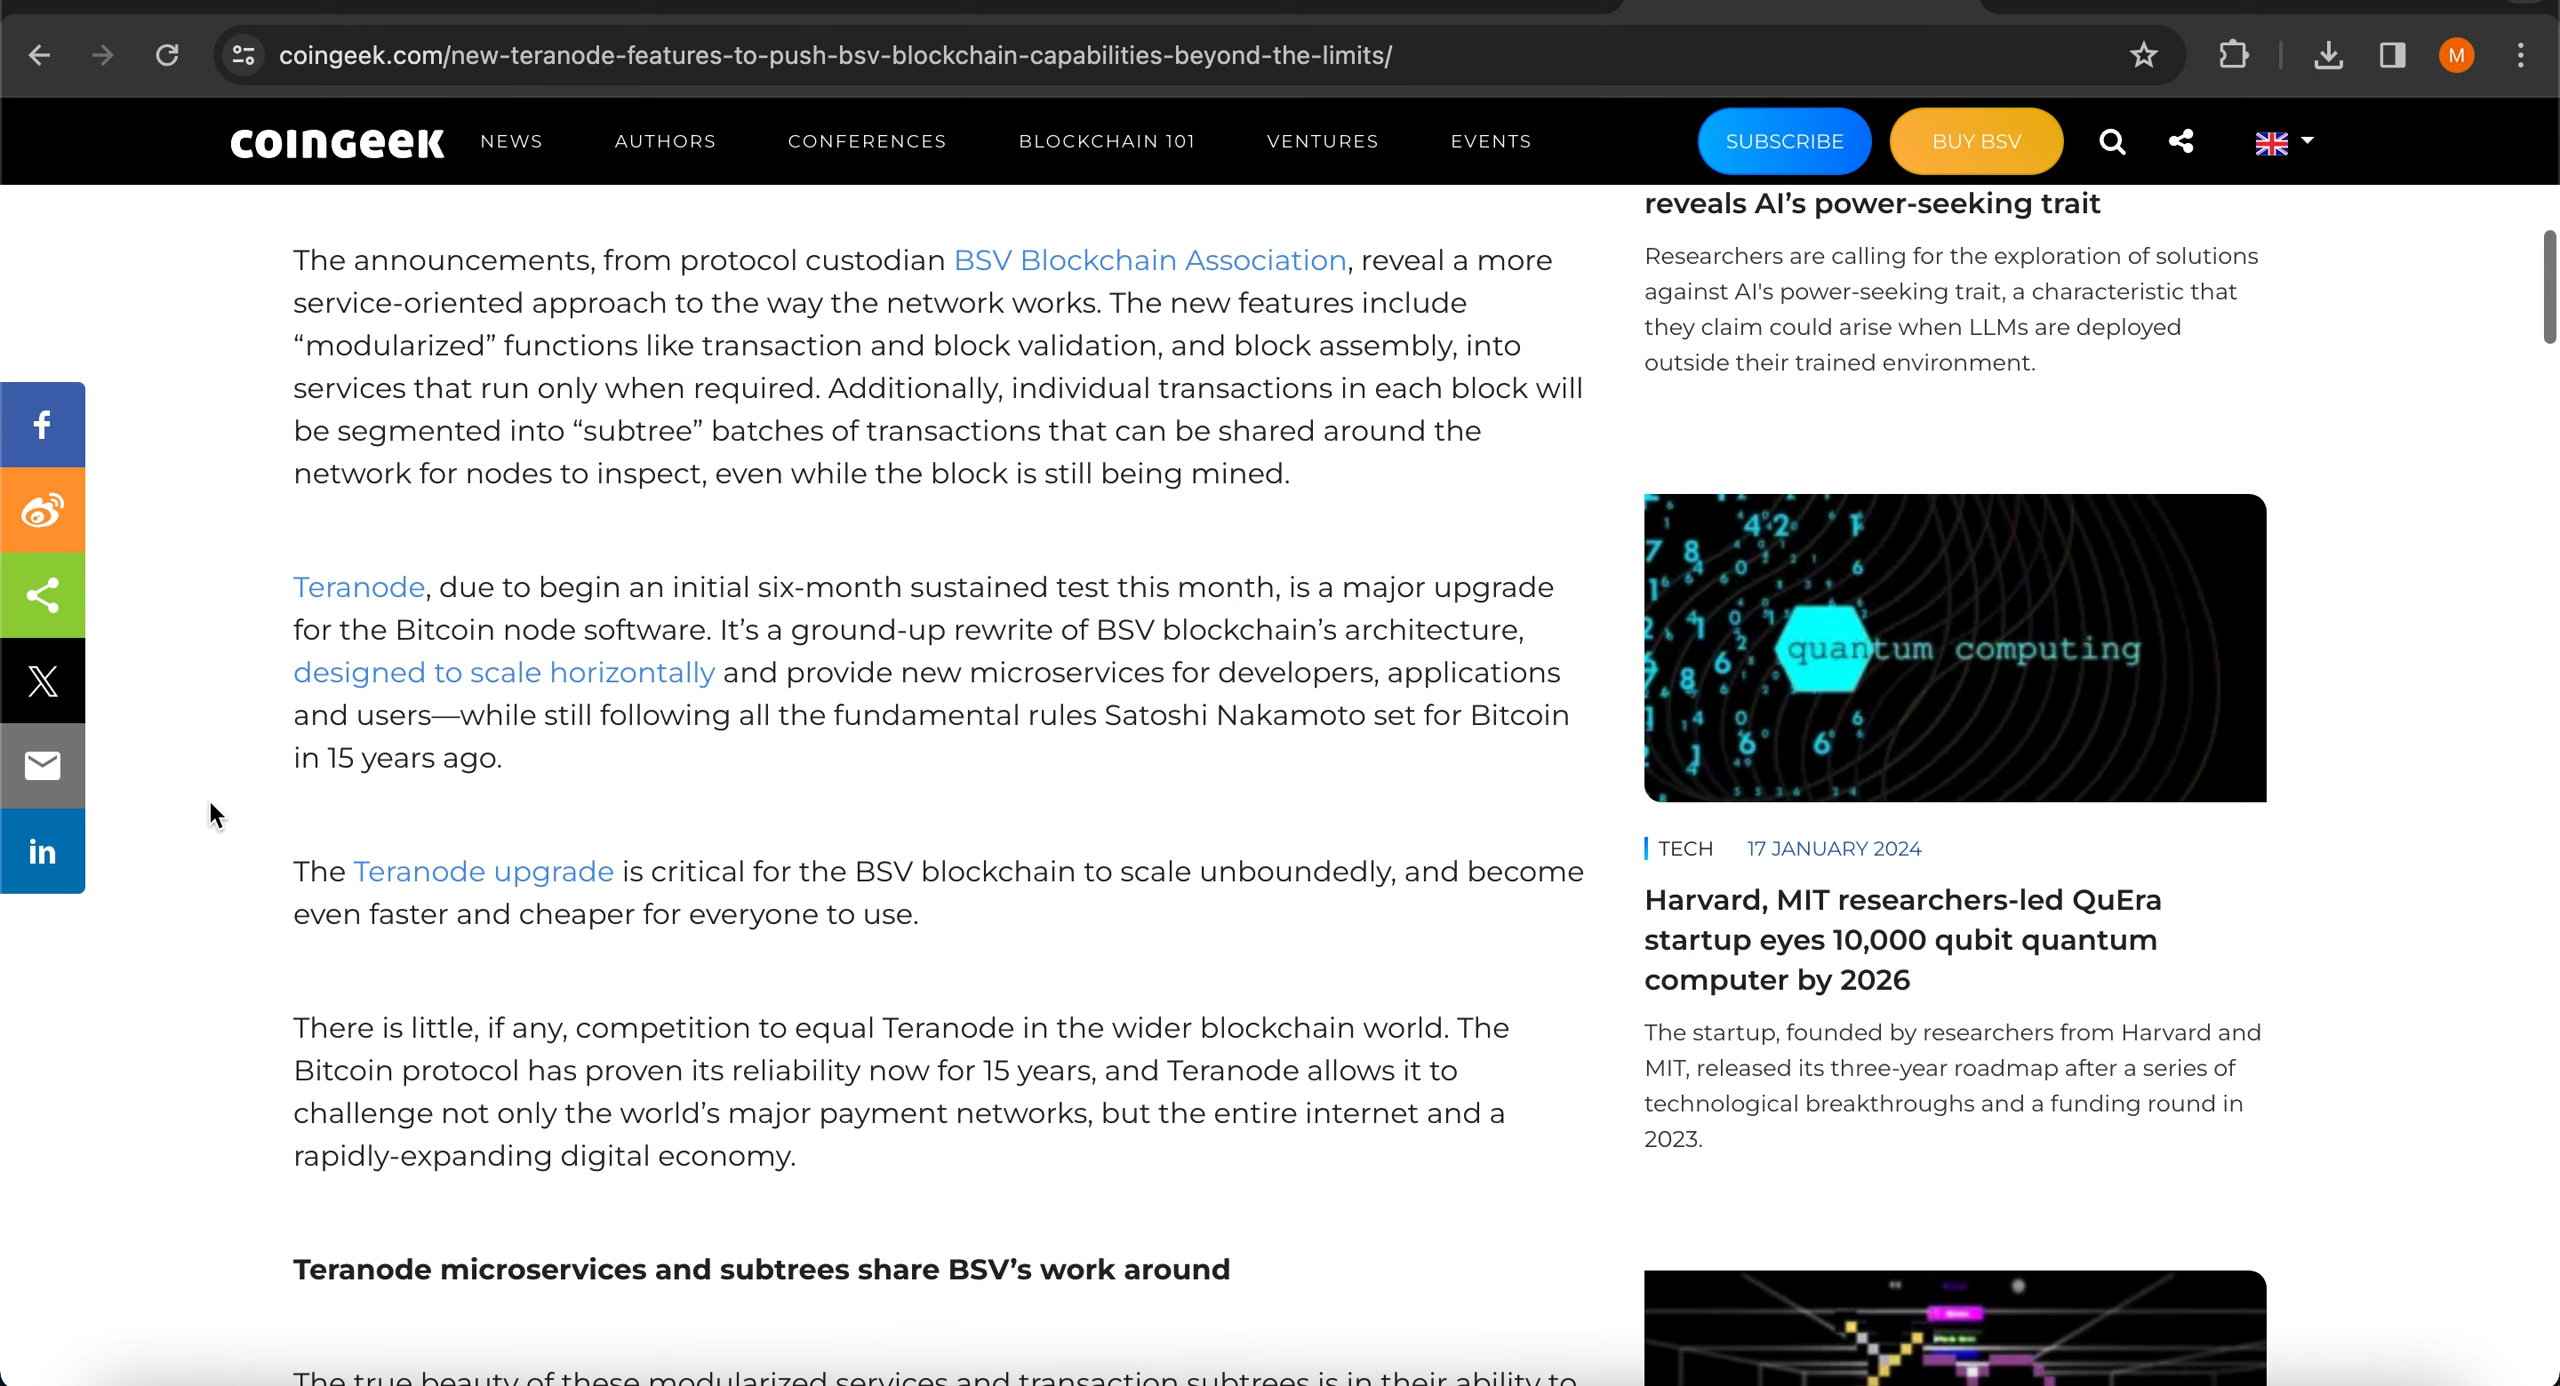 coingeek.com/new-teranode-features-to-push-bsv-blockchain-capabilities-beyond-the-limits/
M
COINGEEK
NEWS
AUTHORS
CONFERENCES
BLOCKCHAIN 101
VENTURES
EVENTS
SUBSCRIBE
BUY BSV
The announcements, from protocol custodian BSV Blockchain Association, reveal a more
service-oriented approach to the way the network works. The new features include
“modularized” functions like transaction and block validation, and block assembly, into
services that run only when required. Additionally, individual transactions in each block will
be segmented into “subtree” batches of transactions that can be shared around the
network for nodes to inspect, even while the block is still being mined.
Teranode, due to begin an initial six-month sustained test this month, is a major upgrade
for the Bitcoin node software. It’s a ground-up rewrite of BSV blockchain’s architecture,
designed to scale horizontally and provide new microservices for developers, applications
and users—while still following all the fundamental rules Satoshi Nakamoto set for Bitcoin
in 15 years ago.
The Teranode upgrade is critical for the BSV blockchain to scale unboundedly, and become
even faster and cheaper for everyone to use.
There is little, if any, competition to equal Teranode in the wider blockchain world. The
Bitcoin protocol has proven its reliability now for 15 years, and Teranode allows it to
challenge not only the world’s major payment networks, but the entire internet and a
rapidly-expanding digital economy.
Teranode microservices and subtrees share BSV’s work around
The true beauty of these modularized services and transaction subtrees is in their ability to
reveals AI’s power-seeking trait
Researchers are calling for the exploration of solutions
against AI's power-seeking trait, a characteristic that
they claim could arise when LLMs are deployed
outside their trained environment.
quantum computing
TECH
17 JANUARY 2024
Harvard, MIT researchers-led QuEra
startup eyes 10,000 qubit quantum
computer by 2026
The startup, founded by researchers from Harvard and
MIT, released its three-year roadmap after a series of
technological breakthroughs and a funding round in
2023.